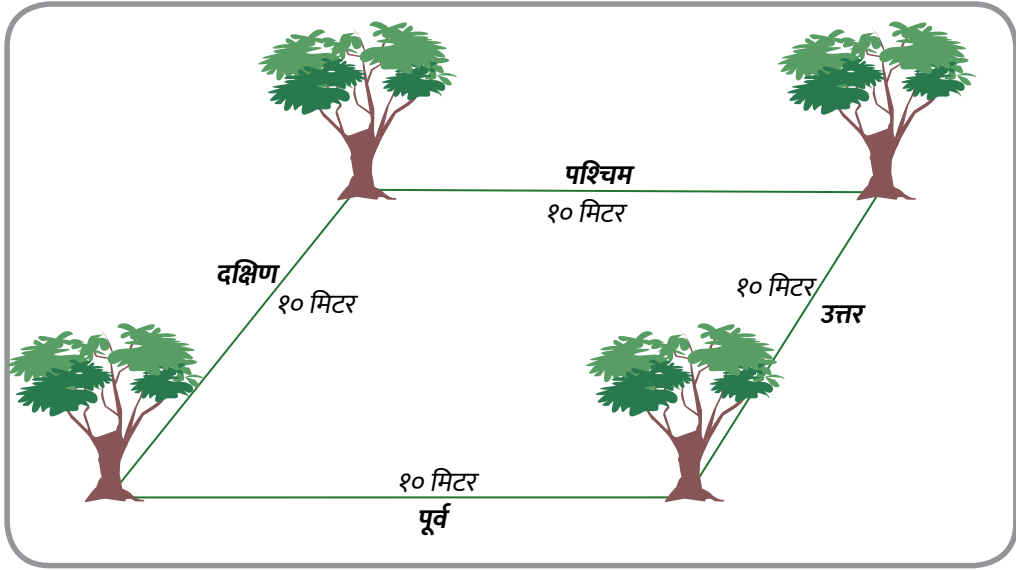 पश्चिम
१० मिटर
दक्षिण
१० मिटर
१० मिटर
उत्तर
१० मिटर
पूर्व